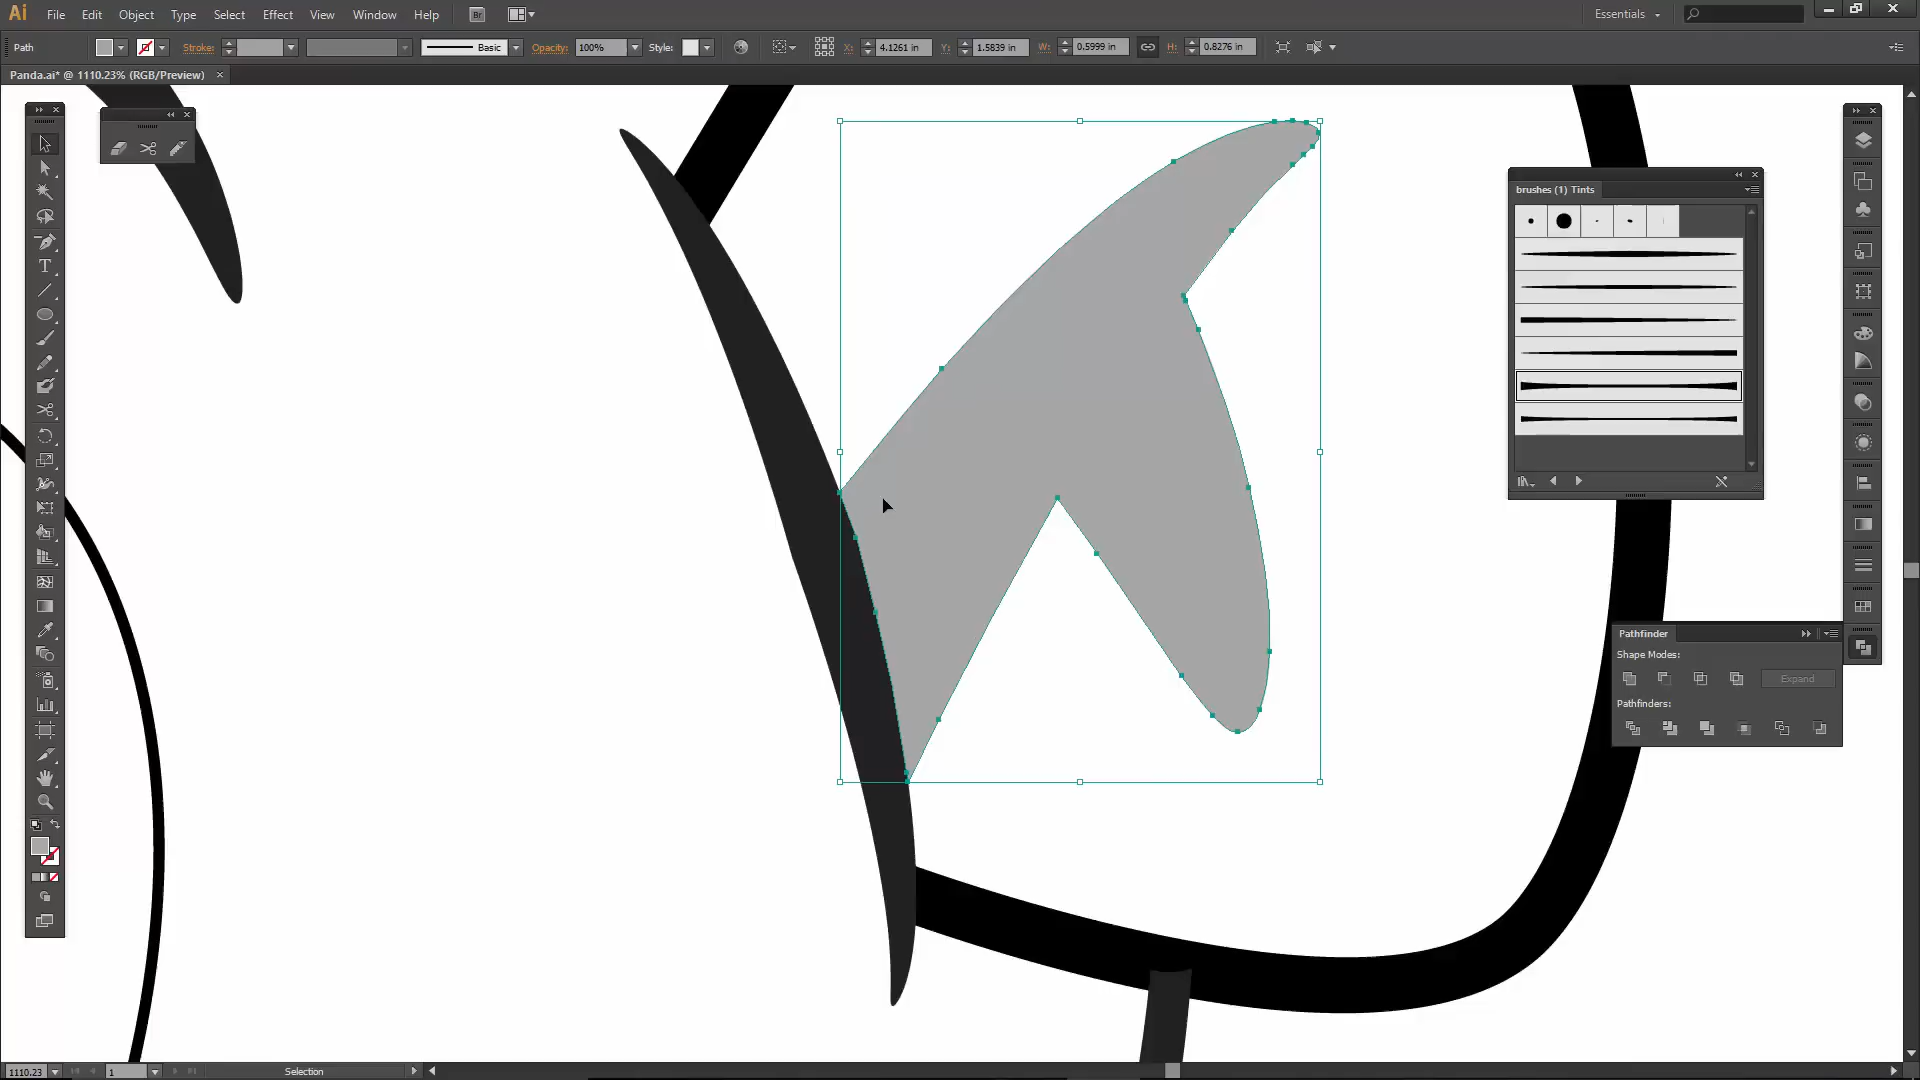 Ai File Edit Object Type Select Effect View Window Help Br Essentials
Path Stroke: Basic Opacity: 100% Style: X: 4.1261 in Y: 1.5839 in W: 0.5999 in H: 0.8276 in
Panda.ai* @ 1110.23% (RGB/Preview)
brushes (1) Tints
Pathfinder
Shape Modes:
Expand
Pathfinders:
1110.23 1 Selection